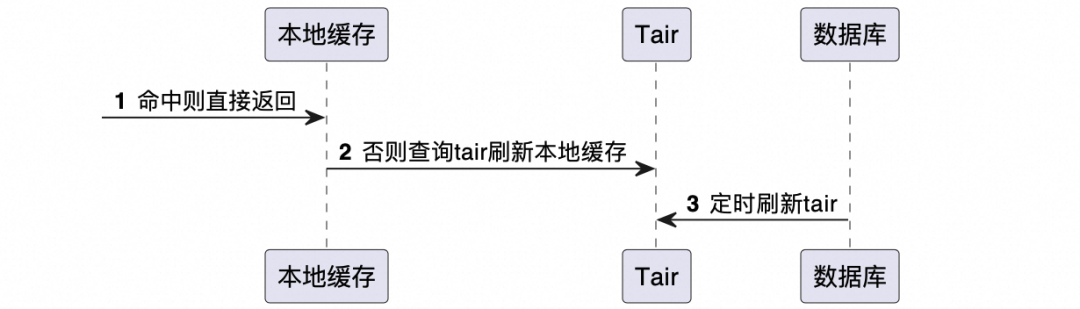 本地缓存
Tair
数据库
1 命中则直接返回
2 否则查询tair刷新本地缓存
3 定时刷新tair
本地缓存
Tair
数据库